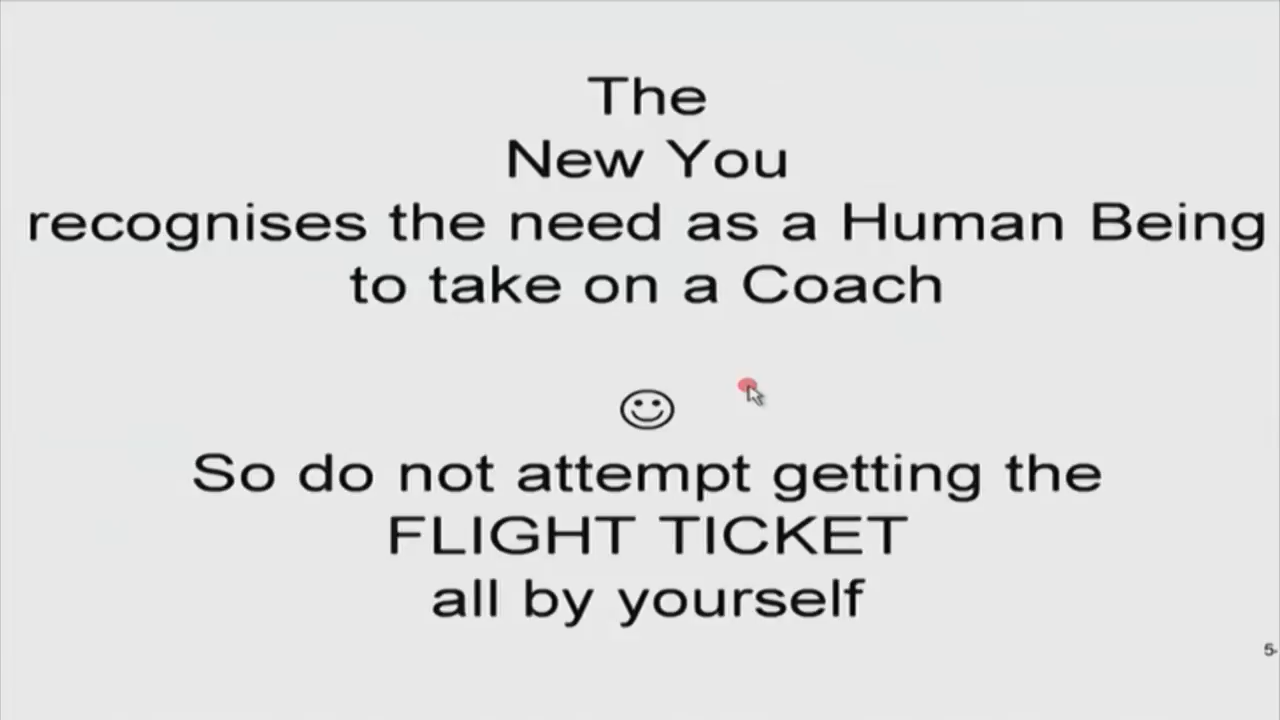 The
New You
recognises the need as a Human Being
to take on a Coach
☺
So do not attempt getting the
FLIGHT TICKET
all by yourself
5-